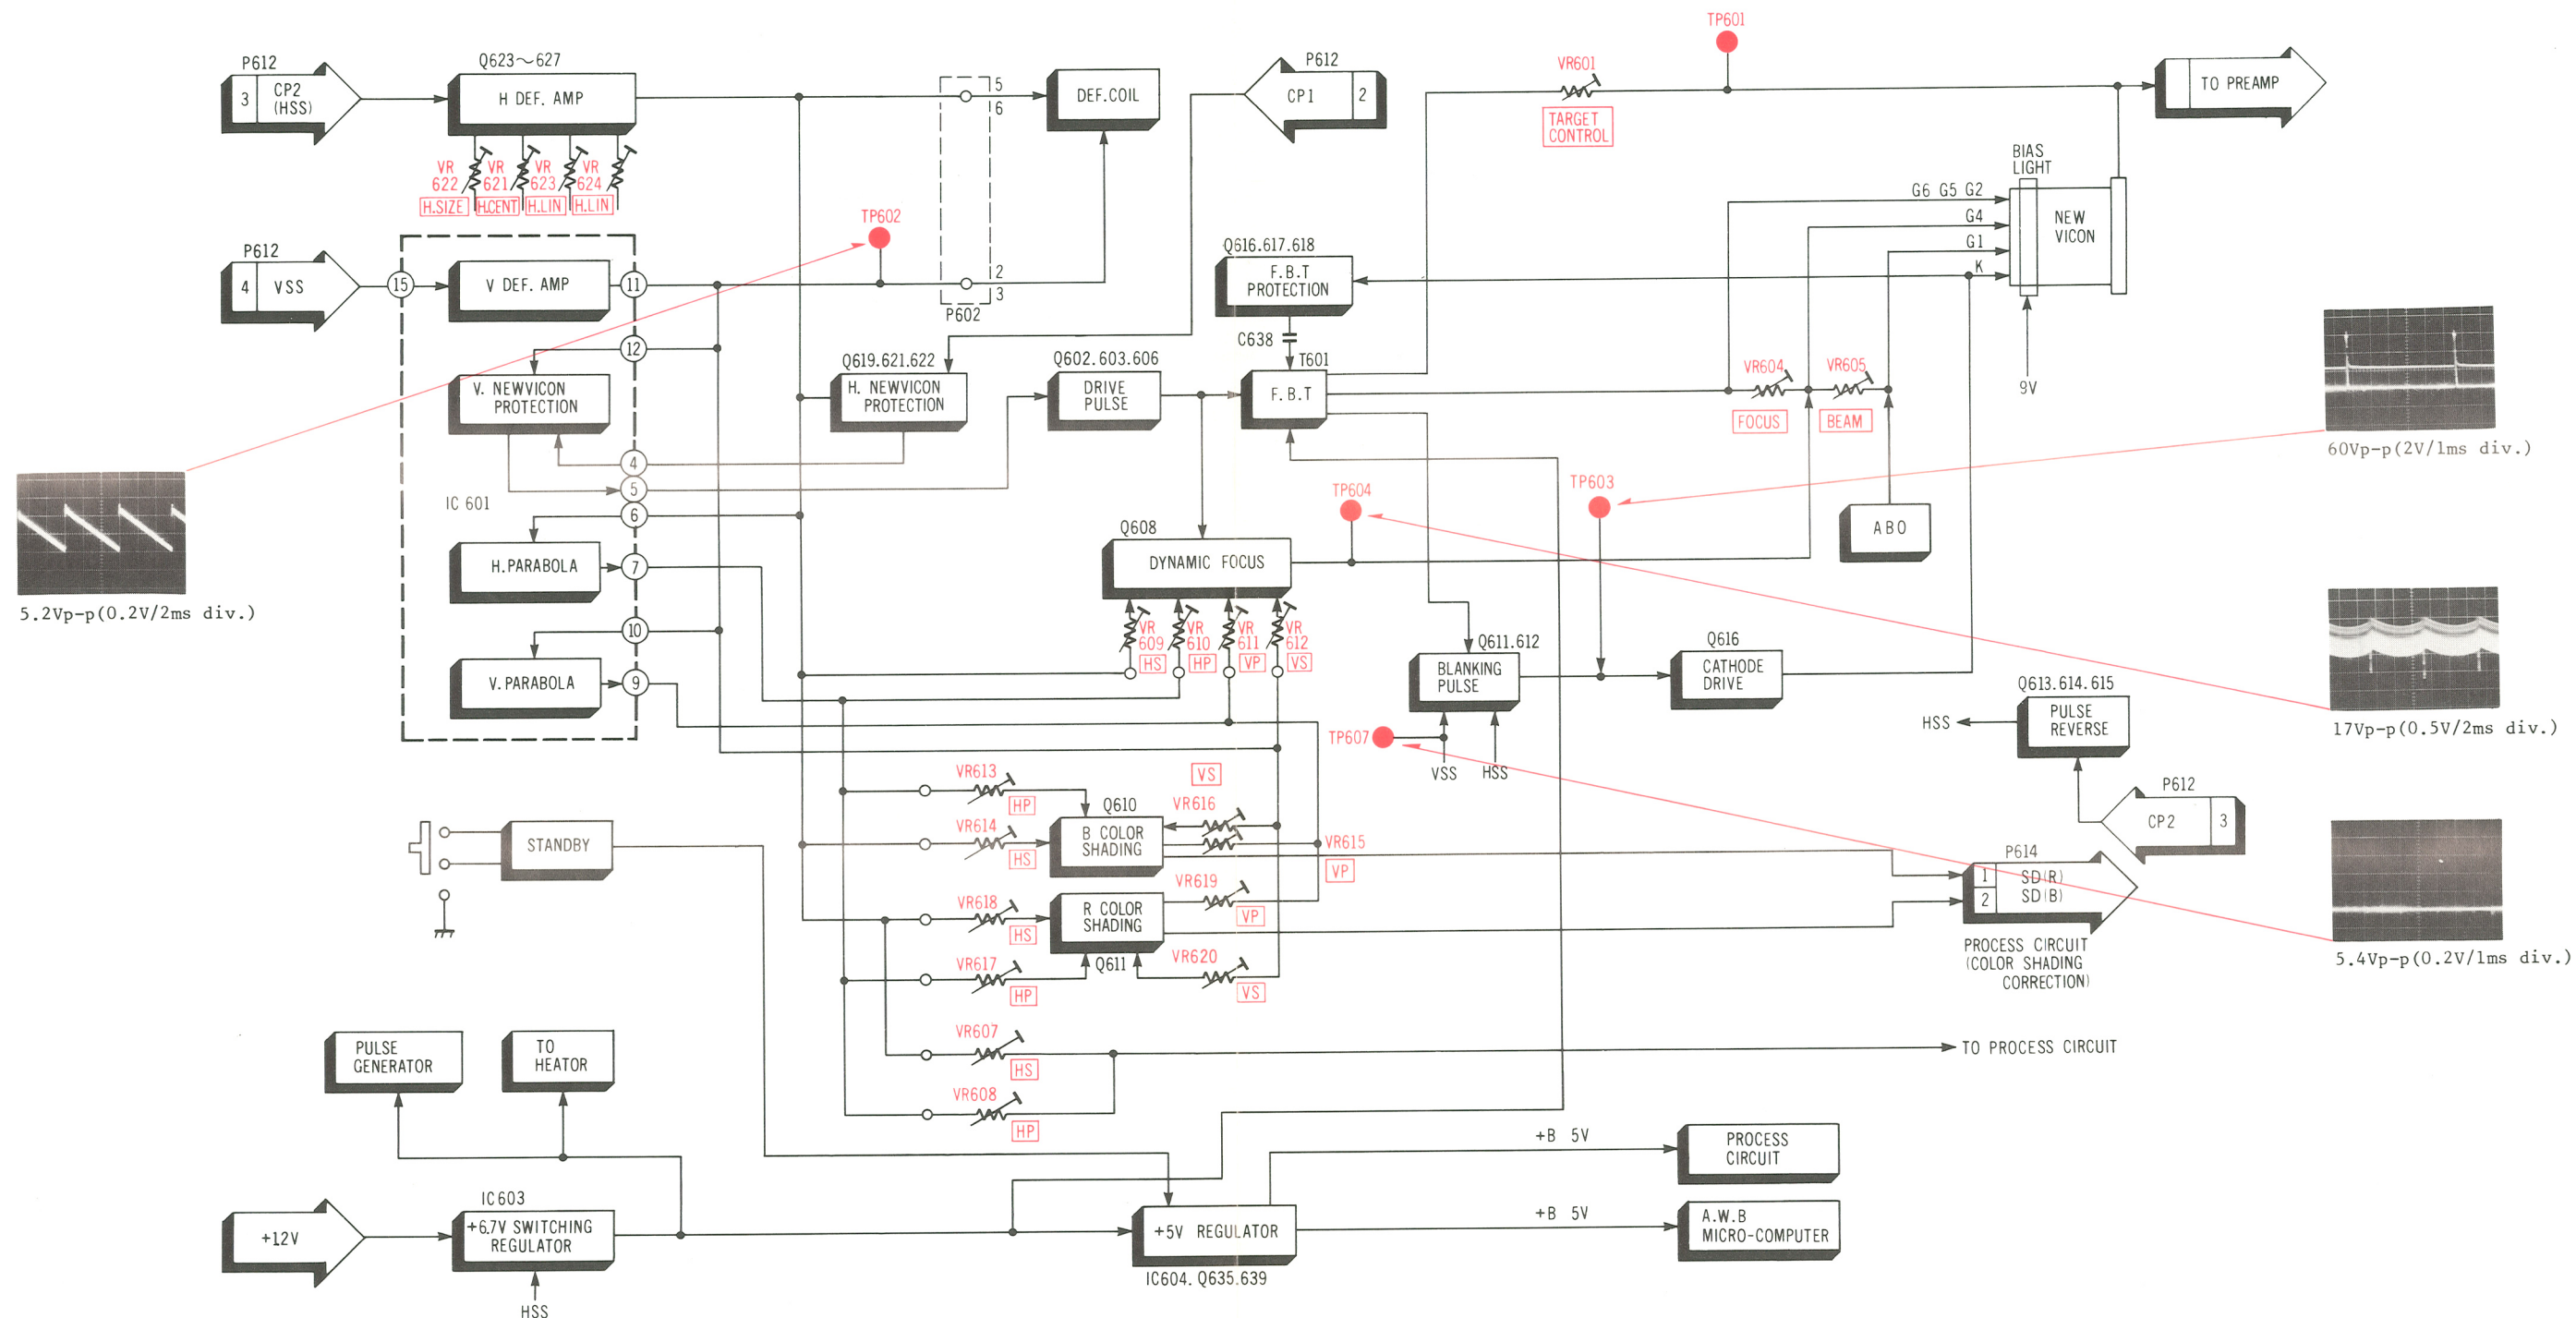 TP601
P612
3 CP2
(HSS)
Q623~627
H DEF. AMP
5
6
DEF.COIL
P612
CP1 2
VR601
TARGET
CONTROL
TO PREAMP
VR
622
VR
621
VR
623
VR
624
H.SIZE
H.CENT
H.LIN
H.LIN
BIAS
LIGHT
G6 G5 G2
G4
G1
K
NEW
VICON
9V
TP602
P612
4 VSS
15
V DEF. AMP
11
2
3
P602
Q616.617.618
F.B.T
PROTECTION
C638
T601
F.B.T
12
V. NEWVICON
PROTECTION
Q619.621.622
H. NEWVICON
PROTECTION
Q602.603.606
DRIVE
PULSE
VR604
FOCUS
VR605
BEAM
60Vp-p(2V/1ms div.)
4
5
IC 601
6
H.PARABOLA
7
10
V.PARABOLA
9
5.2Vp-p(0.2V/2ms div.)
TP604
TP603
ABO
Q608
DYNAMIC FOCUS
VR
609
HS
VR
610
HP
VR
611
VP
VR
612
VS
Q611.612
BLANKING
PULSE
Q616
CATHODE
DRIVE
TP607
VSS
HSS
Q613.614.615
PULSE
REVERSE
HSS
17Vp-p(0.5V/2ms div.)
P612
CP2 3
VR613
HP
VS
Q610
VR616
VR614
HS
B COLOR
SHADING
VR615
VP
STANDBY
VR618
HS
R COLOR
SHADING
Q611
VR619
VP
VR617
HP
VR620
VS
P614
1 SD(R)
2 SD(B)
PROCESS CIRCUIT
(COLOR SHADING
CORRECTION)
5.4Vp-p(0.2V/1ms div.)
VR607
HS
TO PROCESS CIRCUIT
VR608
HP
PULSE
GENERATOR
TO
HEATOR
+12V
IC603
+6.7V SWITCHING
REGULATOR
HSS
+5V REGULATOR
IC604. Q635.639
+B 5V
PROCESS
CIRCUIT
+B 5V
A.W.B
MICRO-COMPUTER